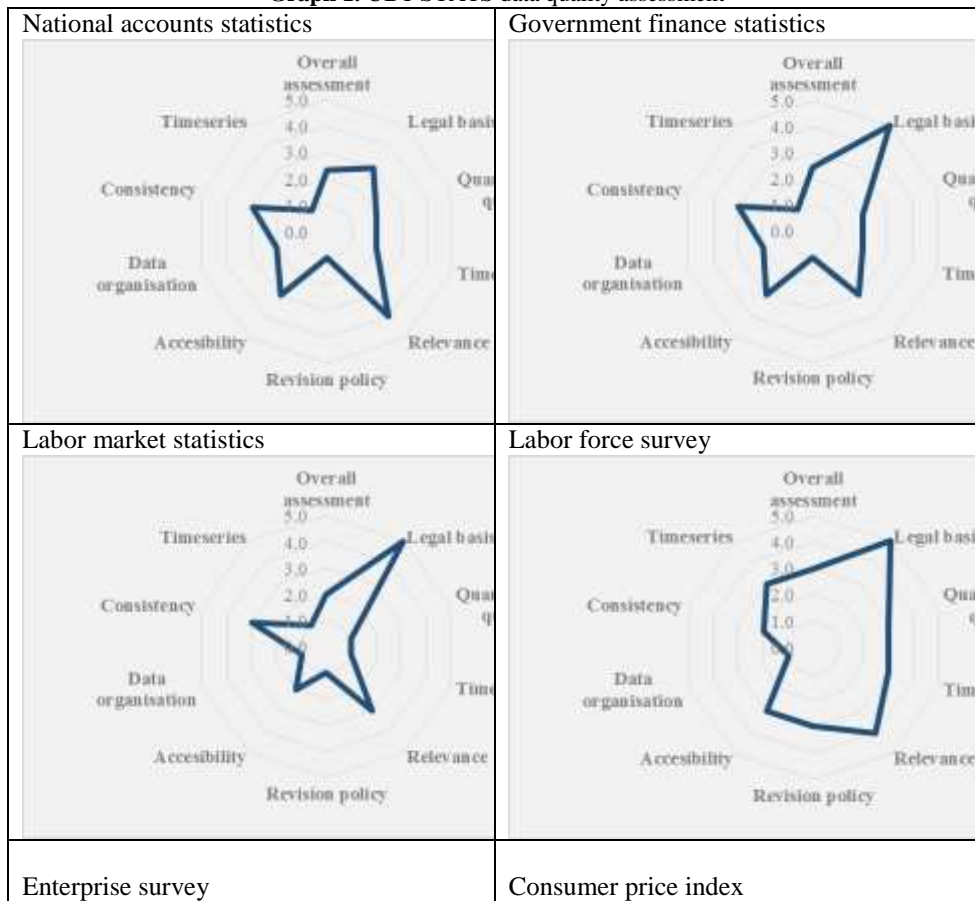 data quality assessment
National accounts statistics
Overall
assessment
5.0
4.0
3.0
2.0
1.0
0.0
Legal basis
Relevance
Revision policy
Accesibility
Data
organisation
Consistency
Timeseries
Government finance statistics
Overall
assessment
5.0
4.0
3.0
2.0
1.0
0.0
Legal basis
Relevance
Revision policy
Accesibility
Data
organisation
Consistency
Timeseries
Labor market statistics
Overall
assessment
5.0
4.0
3.0
2.0
1.0
0.0
Legal basis
Relevance
Revision policy
Accesibility
Data
organisation
Consistency
Timeseries
Labor force survey
Overall
assessment
5.0
4.0
3.0
2.0
1.0
0.0
Legal basis
Relevance
Revision policy
Accesibility
Data
organisation
Consistency
Timeseries
Enterprise survey
Consumer price index